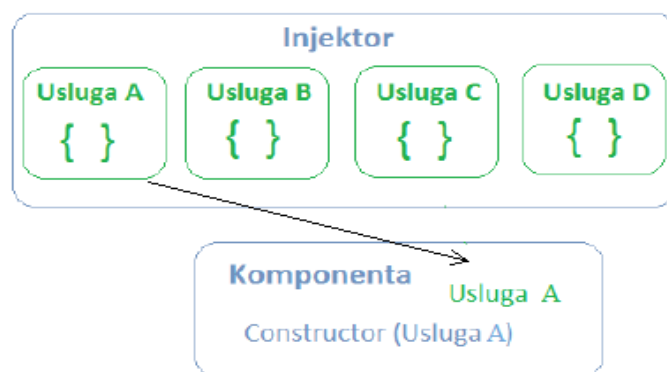 Injektor
Usluga A Usluga B Usluga C Usluga D
{ } { } { } { }
Komponenta
Usluga A
Constructor (Usluga A)